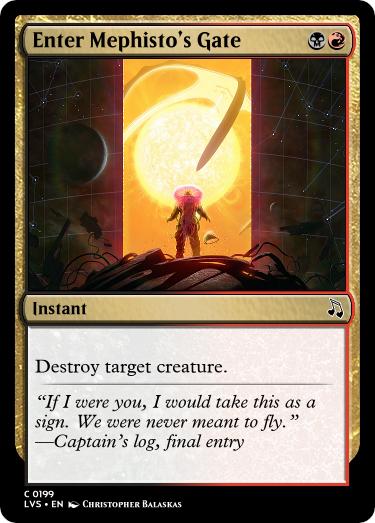 Enter Mephisto's Gate
Instant
Destroy target creature.
"If I were you, I would take this as a
sign. We were never meant to fly."
—Captain's log, final entry
C 0199
LVS • EN Christopher Balaskas